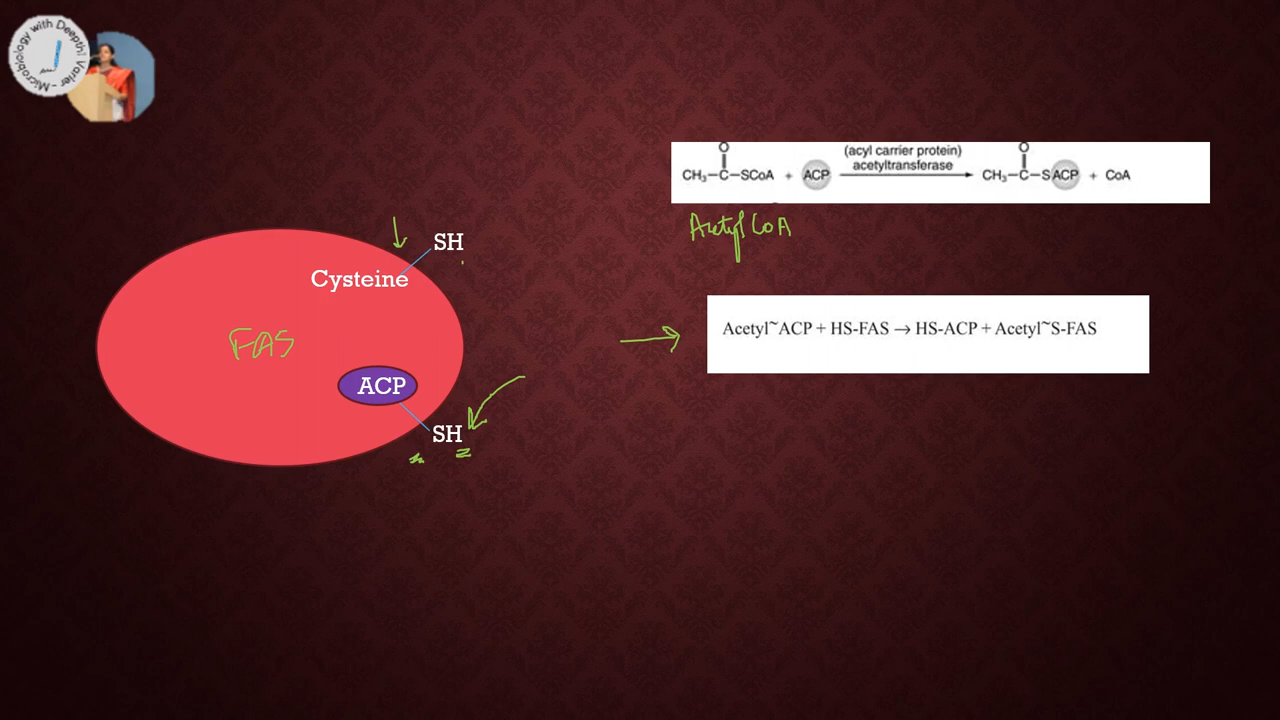 Microbiology with Deepthi Varier -
O O
(acyl carrier protein)
acetyltransferase
CH₃-C-SCoA + ACP → CH₃-C-SACP + CoA
Acetyl CoA
SH
Cysteine
FAS
Acetyl~ACP + HS-FAS → HS-ACP + Acetyl~S-FAS
ACP
SH